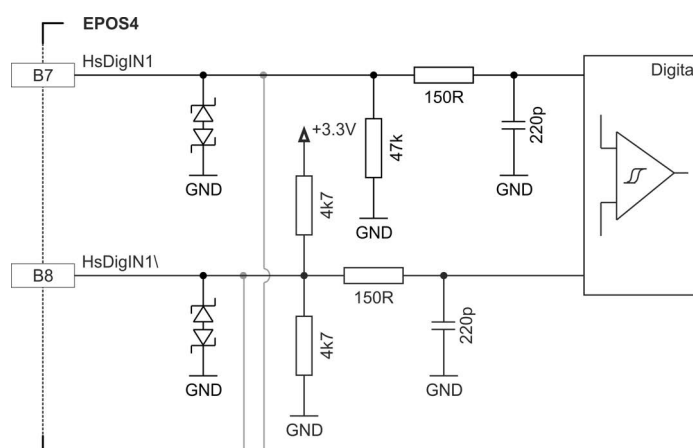 EPOS4
B7
HsDigIN1
Digita
150R
220p
GND
+3.3V
47k
GND
GND
4k7
B8
HsDigIN1\
150R
220p
4k7
GND
GND
GND